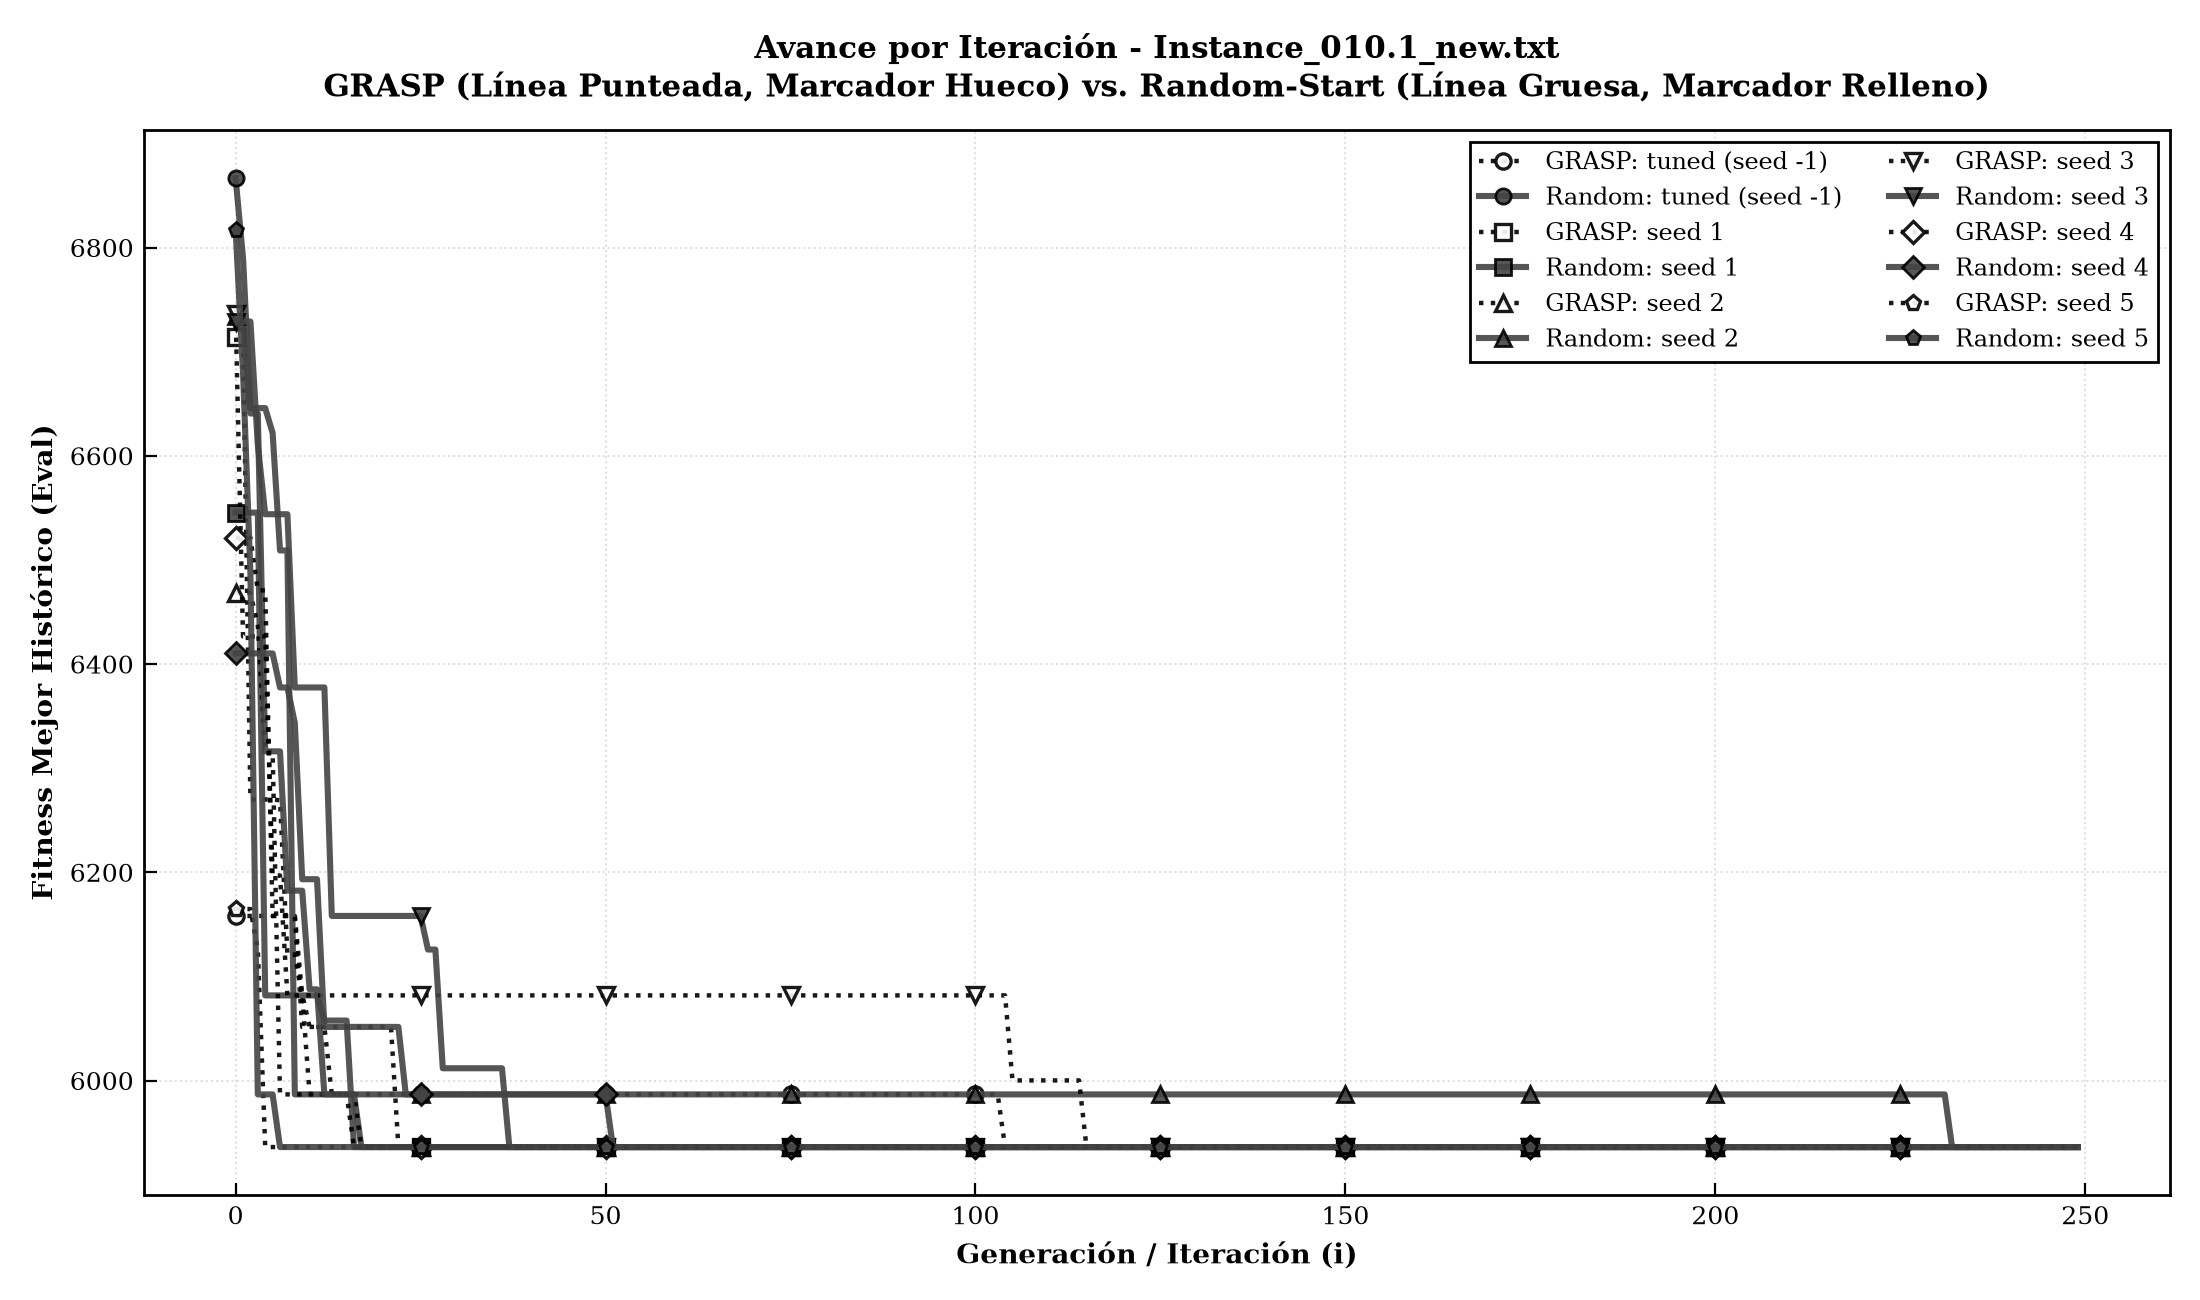 Avance por Iteración - Instance_010.1_new.txt
GRASP (Línea Punteada, Marcador Hueco) vs. Random-Start (Línea Gruesa, Marcador Relleno)
GRASP: tuned (seed -1)
Random: tuned (seed -1)
GRASP: seed 1
Random: seed 1
GRASP: seed 2
Random: seed 2
GRASP: seed 3
Random: seed 3
GRASP: seed 4
Random: seed 4
GRASP: seed 5
Random: seed 5
Fitness Mejor Histórico (Eval)
6800
6600
6400
6200
6000
0
50
100
150
200
250
Generación / Iteración (i)